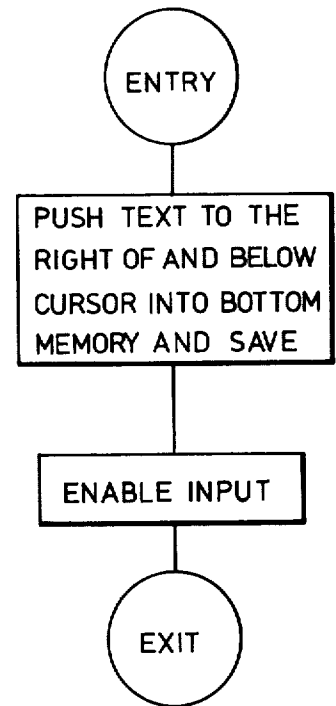 ENTRY
PUSH TEXT TO THE
RIGHT OF AND BELOW
CURSOR INTO BOTTOM
MEMORY AND SAVE
ENABLE INPUT
EXIT